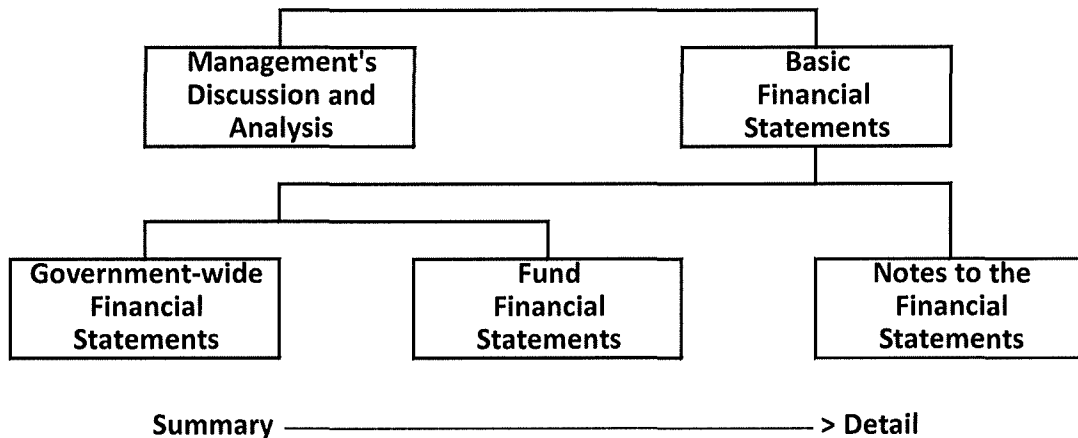 Management's
Discussion and
Analysis
Basic
Financial
Statements
Government-wide
Financial
Statements
Fund
Financial
Statements
Notes to the
Financial
Statements
Summary > Detail